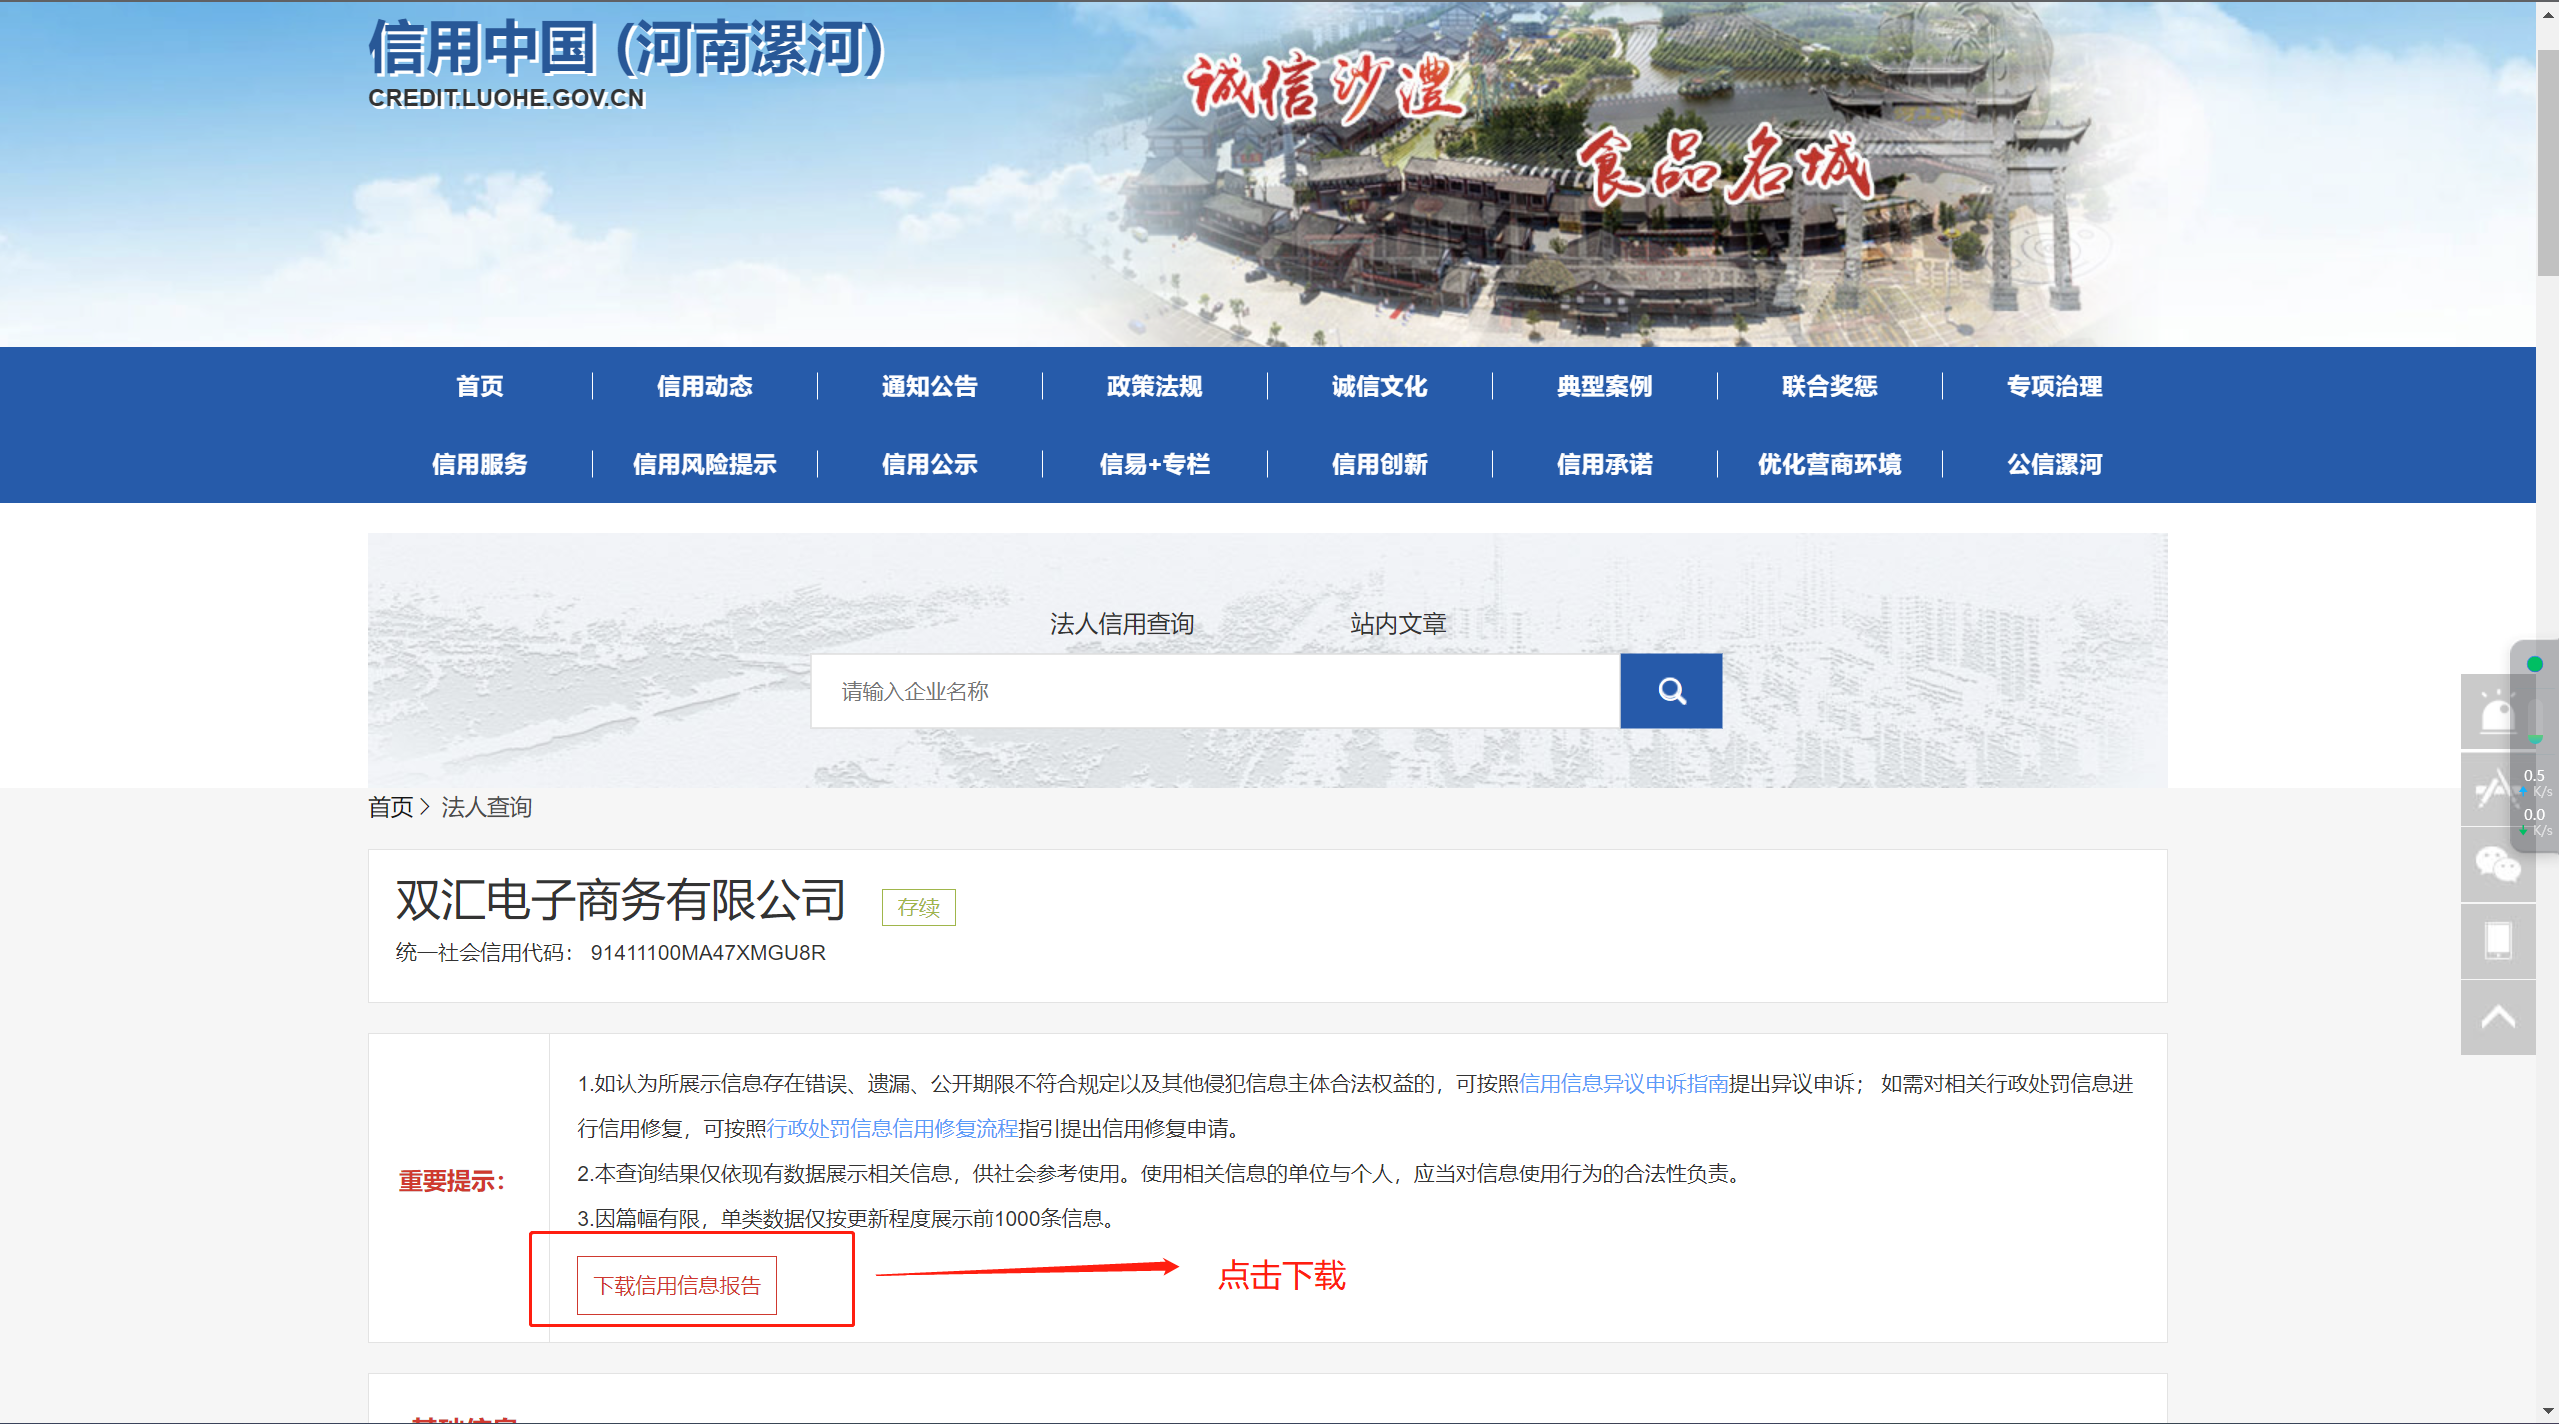 信用中国 (河南漯河)
CREDIT.LUOHE.GOV.CN
诚信沙澧
食品名城
首页 信用动态 通知公告 政策法规 诚信文化 典型案例 联合奖惩 专项治理
信用服务 信用风险提示 信用公示 信易+专栏 信用创新 信用承诺 优化营商环境 公信漯河
法人信用查询 站内文章
请输入企业名称
0.5
K/s
0.0
K/s
首页 > 法人查询
双汇电子商务有限公司 存续
统一社会信用代码： 91411100MA47XMGU8R
重要提示：
1.如认为所展示信息存在错误、遗漏、公开期限不符合规定以及其他侵犯信息主体合法权益的，可按照信用信息异议申诉指南提出异议申诉； 如需对相关行政处罚信息进
行信用修复，可按照行政处罚信息信用修复流程指引提出信用修复申请。
2.本查询结果仅依现有数据展示相关信息，供社会参考使用。使用相关信息的单位与个人，应当对信息使用行为的合法性负责。
3.因篇幅有限，单类数据仅按更新程度展示前1000条信息。
下载信用信息报告 点击下载
基础信息